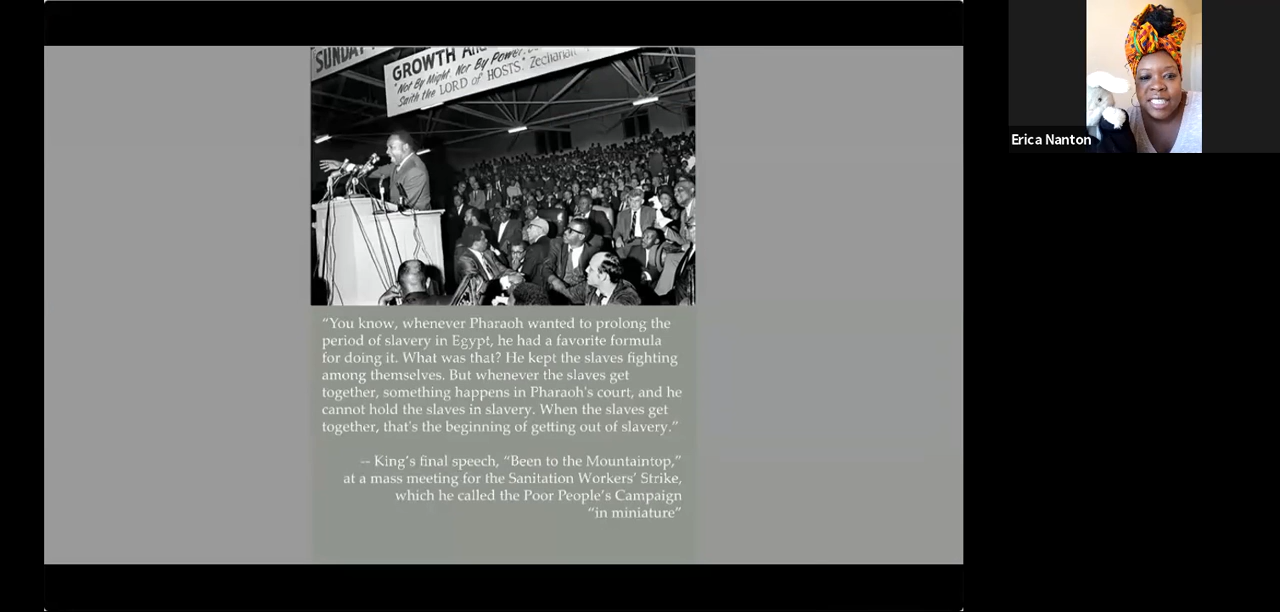 SUNDAY
GROWTH AND
"Not By Might, Not By Power,
Saith the LORD of HOSTS." Zechariah
Erica Nanton
“You know, whenever Pharaoh wanted to prolong the
period of slavery in Egypt, he had a favorite formula
for doing it. What was that? He kept the slaves fighting
among themselves. But whenever the slaves get
together, something happens in Pharaoh's court, and he
cannot hold the slaves in slavery. When the slaves get
together, that's the beginning of getting out of slavery.”
-- King’s final speech, “Been to the Mountaintop,”
at a mass meeting for the Sanitation Workers’ Strike,
which he called the Poor People’s Campaign
“in miniature”